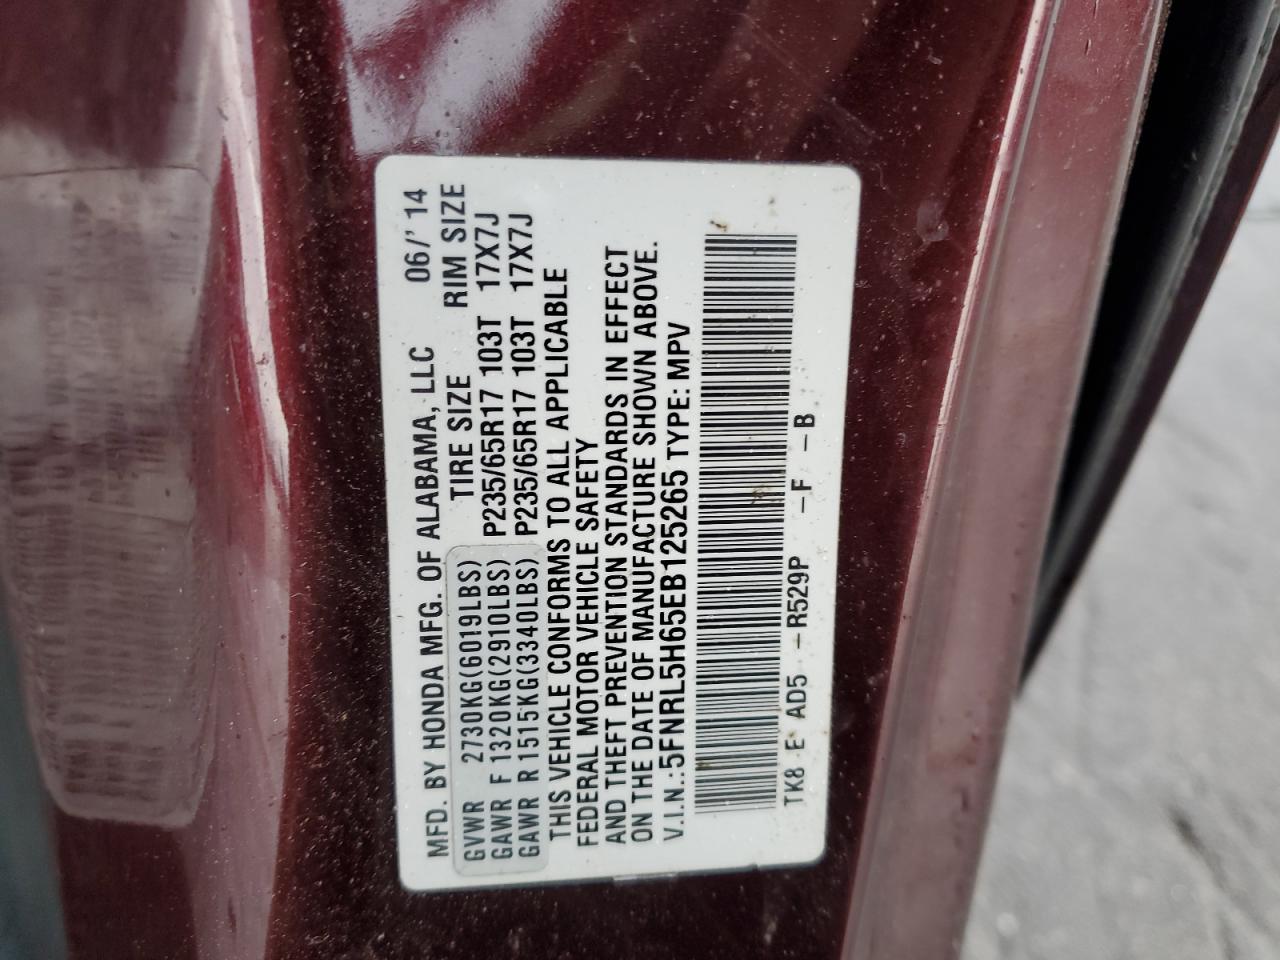 MFD. BY HONDA MFG. OF ALABAMA, LLC 06/'14
GVWR 2730KG(6019LBS) TIRE SIZE RIM SIZE
GAWR F 1320KG(2910LBS) P235/65R17 103T 17X7J
GAWR R 1515KG(3340LBS) P235/65R17 103T 17X7J
THIS VEHICLE CONFORMS TO ALL APPLICABLE
FEDERAL MOTOR VEHICLE SAFETY
AND THEFT PREVENTION STANDARDS IN EFFECT
ON THE DATE OF MANUFACTURE SHOWN ABOVE.
V.I.N.:5FNRL5H65EB125265 TYPE: MPV
TK8 - E AD5 - R529P - F - B